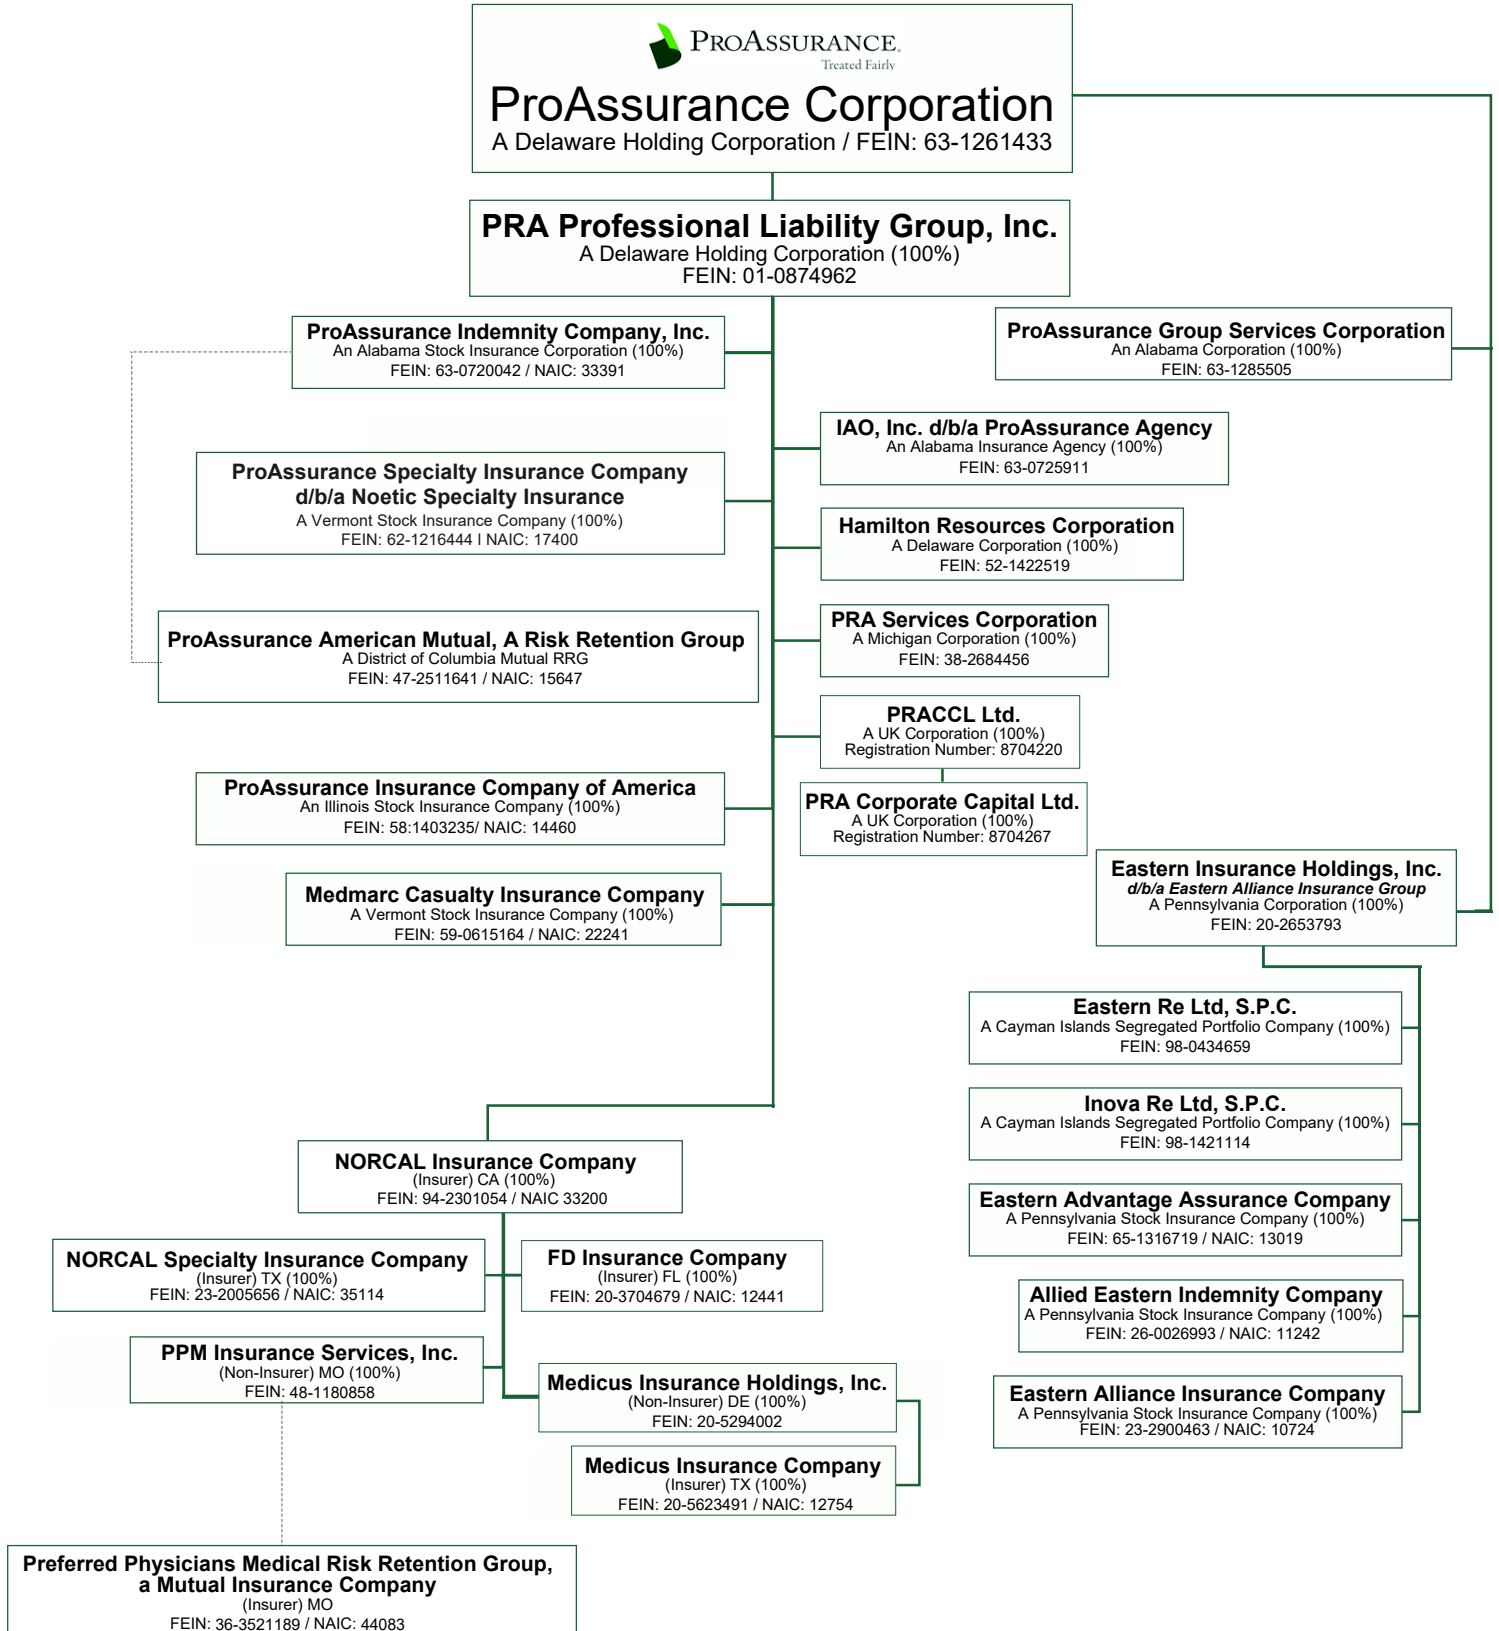 PROASSURANCE.
Treated Fairly
ProAssurance Corporation
A Delaware Holding Corporation / FEIN: 63-1261433
PRA Professional Liability Group, Inc.
A Delaware Holding Corporation (100%)
FEIN: 01-0874962
ProAssurance Indemnity Company, Inc.
An Alabama Stock Insurance Corporation (100%)
FEIN: 63-0720042 / NAIC: 33391
ProAssurance Group Services Corporation
An Alabama Corporation (100%)
FEIN: 63-1285505
IAO, Inc. d/b/a ProAssurance Agency
An Alabama Insurance Agency (100%)
FEIN: 63-0725911
ProAssurance Specialty Insurance Company
d/b/a Noetic Specialty Insurance
A Vermont Stock Insurance Company (100%)
FEIN: 62-1216444 I NAIC: 17400
Hamilton Resources Corporation
A Delaware Corporation (100%)
FEIN: 52-1422519
ProAssurance American Mutual, A Risk Retention Group
A District of Columbia Mutual RRG
FEIN: 47-2511641 / NAIC: 15647
PRA Services Corporation
A Michigan Corporation (100%)
FEIN: 38-2684456
PRACCL Ltd.
A UK Corporation (100%)
Registration Number: 8704220
ProAssurance Insurance Company of America
An Illinois Stock Insurance Company (100%)
FEIN: 58:1403235/ NAIC: 14460
PRA Corporate Capital Ltd.
A UK Corporation (100%)
Registration Number: 8704267
Medmarc Casualty Insurance Company
A Vermont Stock Insurance Company (100%)
FEIN: 59-0615164 / NAIC: 22241
Eastern Insurance Holdings, Inc.
d/b/a Eastern Alliance Insurance Group
A Pennsylvania Corporation (100%)
FEIN: 20-2653793
Eastern Re Ltd, S.P.C.
A Cayman Islands Segregated Portfolio Company (100%)
FEIN: 98-0434659
Inova Re Ltd, S.P.C.
A Cayman Islands Segregated Portfolio Company (100%)
FEIN: 98-1421114
Eastern Advantage Assurance Company
A Pennsylvania Stock Insurance Company (100%)
FEIN: 65-1316719 / NAIC: 13019
Allied Eastern Indemnity Company
A Pennsylvania Stock Insurance Company (100%)
FEIN: 26-0026993 / NAIC: 11242
Eastern Alliance Insurance Company
A Pennsylvania Stock Insurance Company (100%)
FEIN: 23-2900463 / NAIC: 10724
NORCAL Insurance Company
(Insurer) CA (100%)
FEIN: 94-2301054 / NAIC 33200
NORCAL Specialty Insurance Company
(Insurer) TX (100%)
FEIN: 23-2005656 / NAIC: 35114
FD Insurance Company
(Insurer) FL (100%)
FEIN: 20-3704679 / NAIC: 12441
PPM Insurance Services, Inc.
(Non-Insurer) MO (100%)
FEIN: 48-1180858
Medicus Insurance Holdings, Inc.
(Non-Insurer) DE (100%)
FEIN: 20-5294002
Medicus Insurance Company
(Insurer) TX (100%)
FEIN: 20-5623491 / NAIC: 12754
Preferred Physicians Medical Risk Retention Group,
a Mutual Insurance Company
(Insurer) MO
FEIN: 36-3521189 / NAIC: 44083